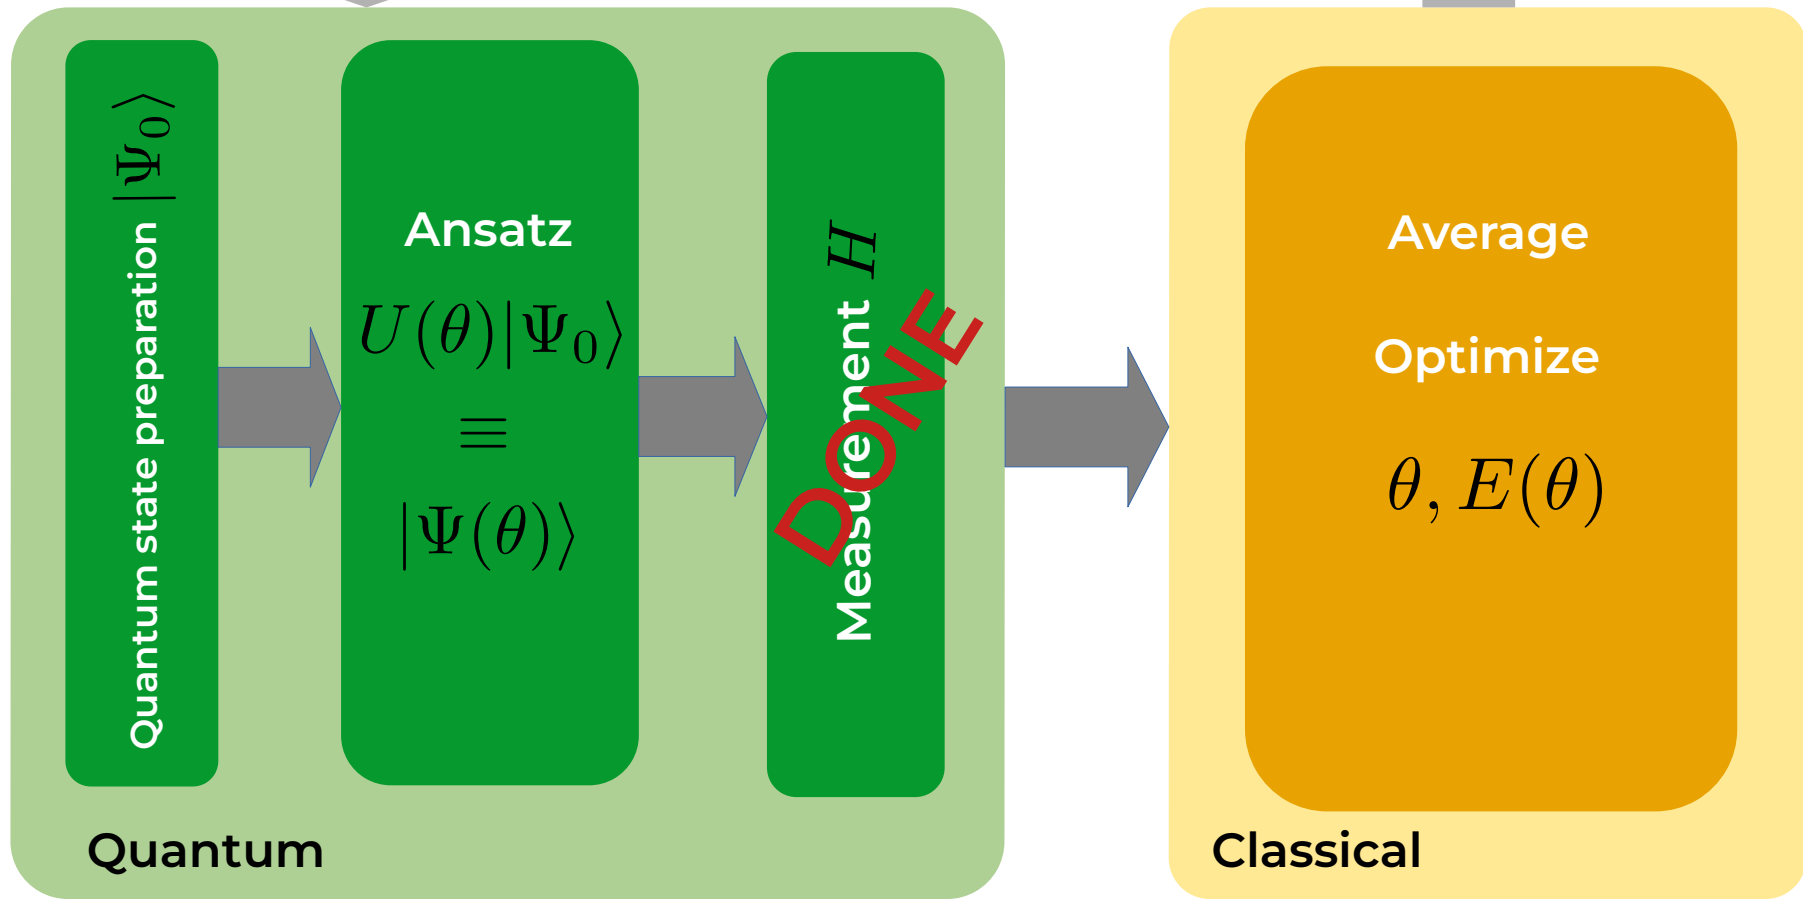 Quantum state preparation |Ψ₀⟩
Ansatz
U(θ)|Ψ₀⟩
≡
|Ψ(θ)⟩
Measurement H
DONE
Quantum
Average
Optimize
θ, E(θ)
Classical